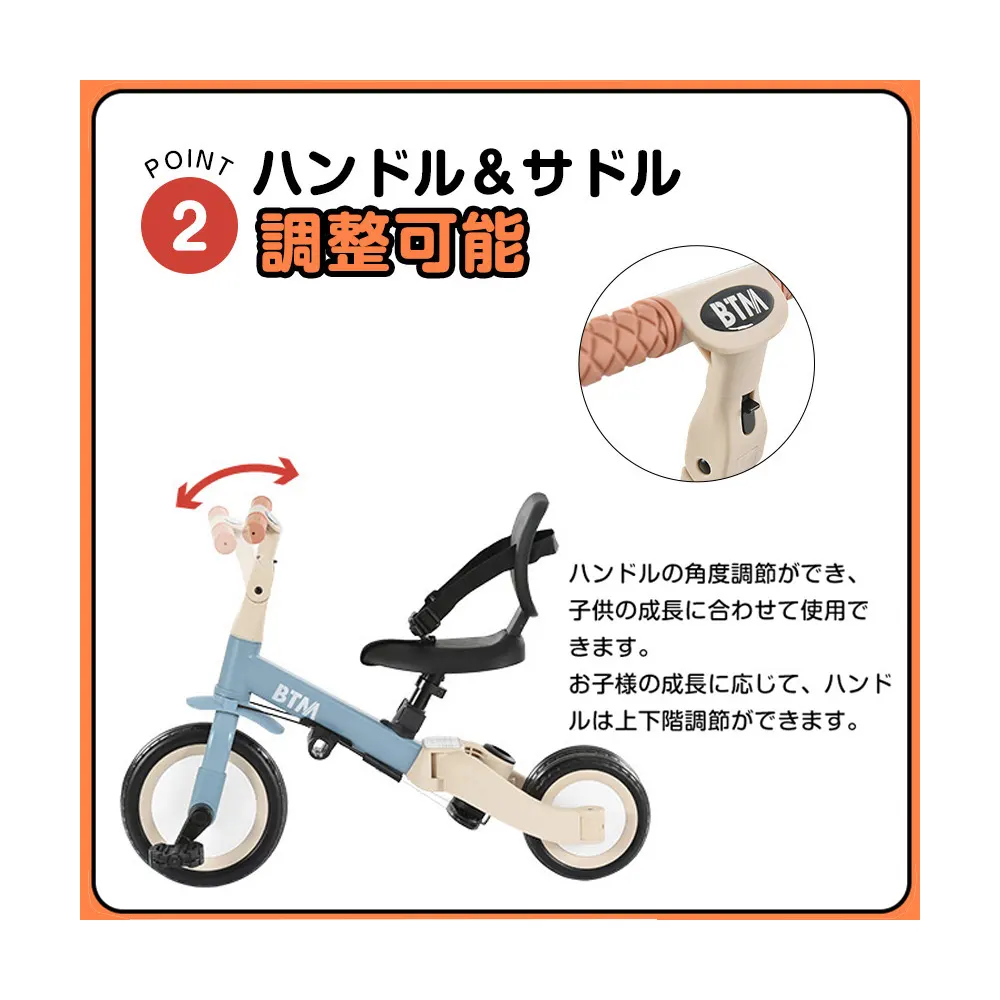 POINT
2
ハンドル＆サドル
調整可能
BTM
BTM
ハンドルの角度調節ができ、
子供の成長に合わせて使用で
きます。
お子様の成長に応じて、ハンド
ルは上下階調節ができます。